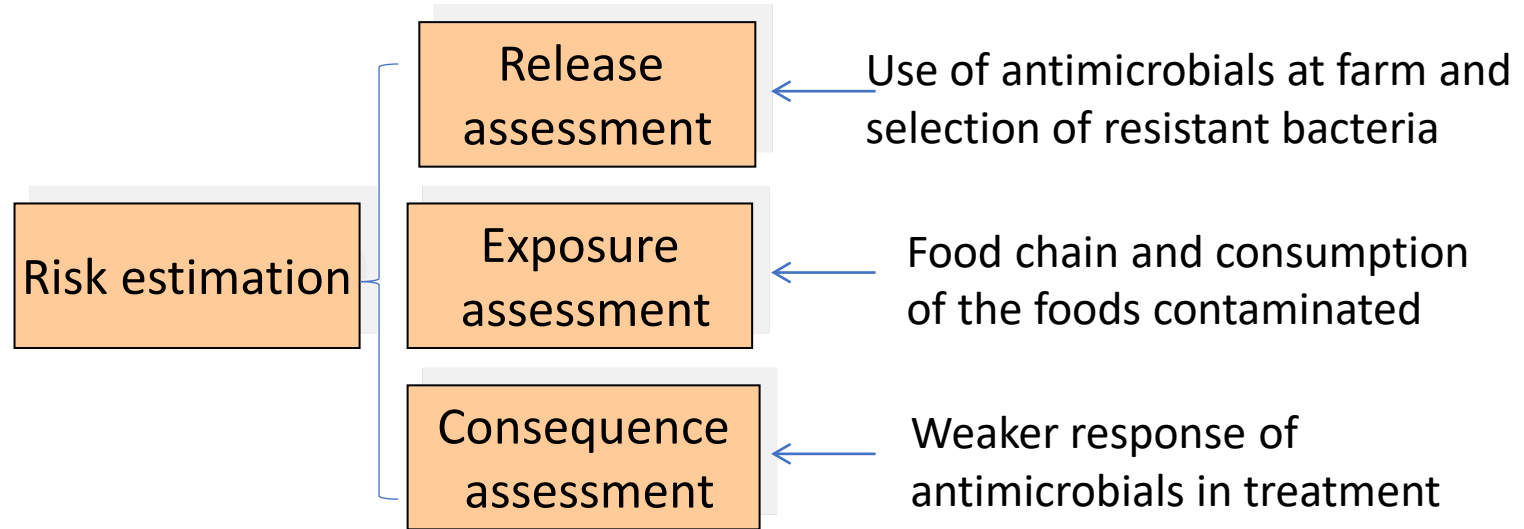 Release
assessment
Use of antimicrobials at farm and
selection of resistant bacteria
Risk estimation
Exposure
assessment
Food chain and consumption
of the foods contaminated
Consequence
assessment
Weaker response of
antimicrobials in treatment